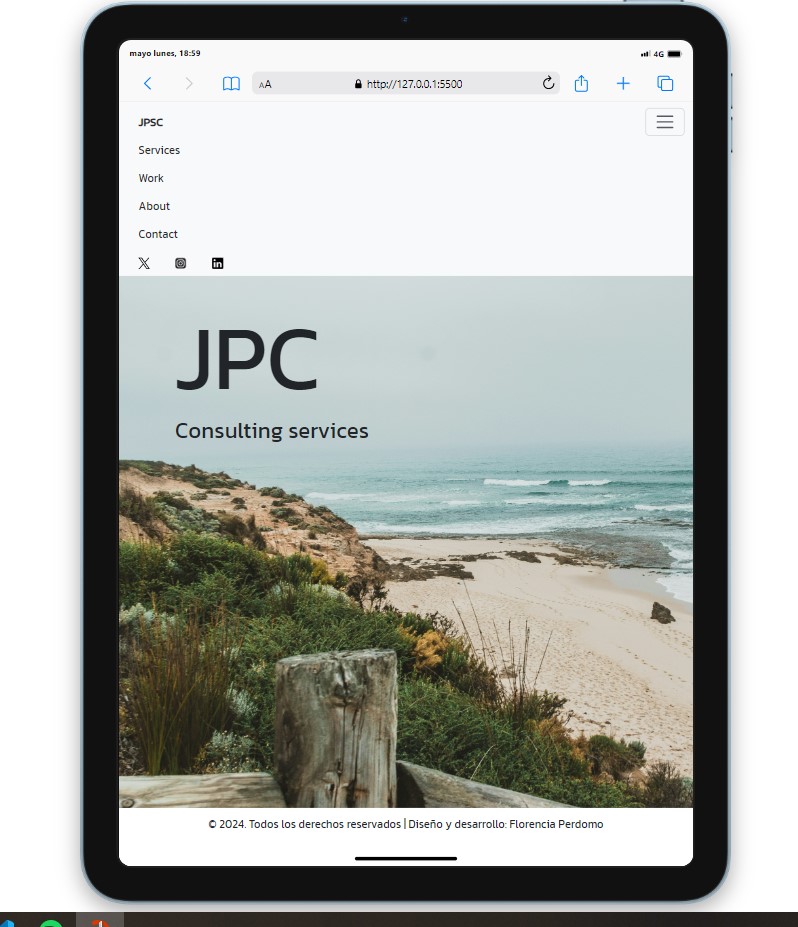 mayo lunes, 18:59
4G
AA
http://127.0.0.1:5500
JPSC
Services
Work
About
Contact
JPC
Consulting services
© 2024. Todos los derechos reservados | Diseño y desarrollo: Florencia Perdomo